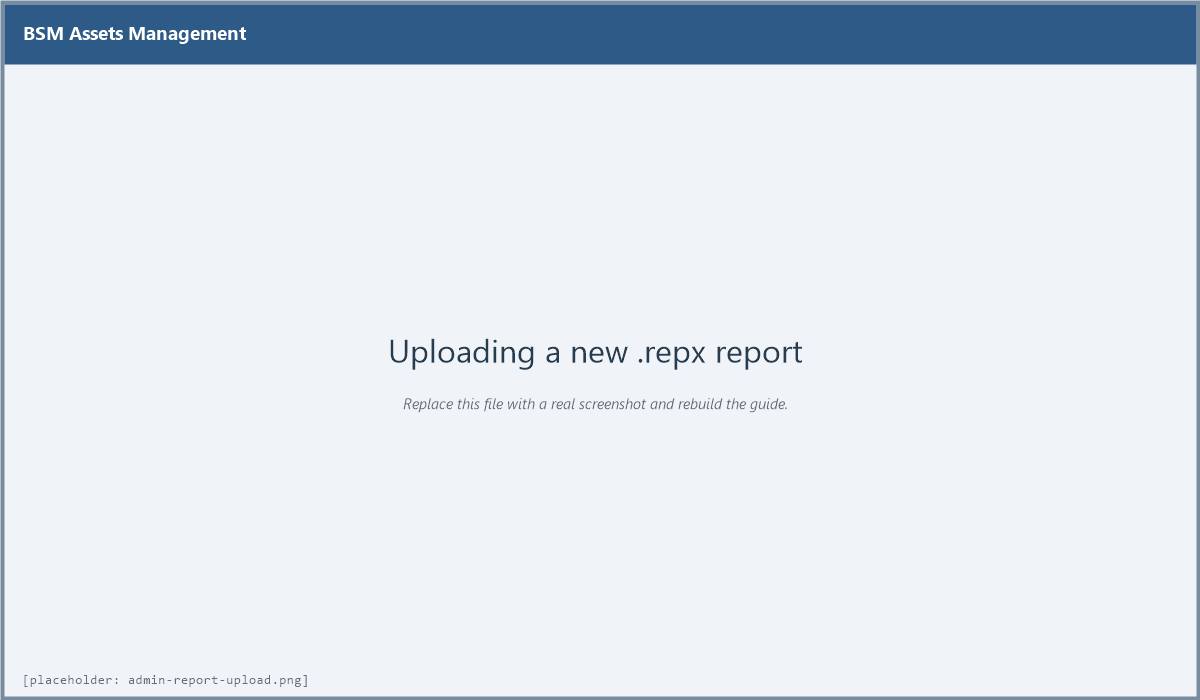 BSM Assets Management
Uploading a new .repx report
Replace this file with a real screenshot and rebuild the guide.
[placeholder: admin-report-upload.png]